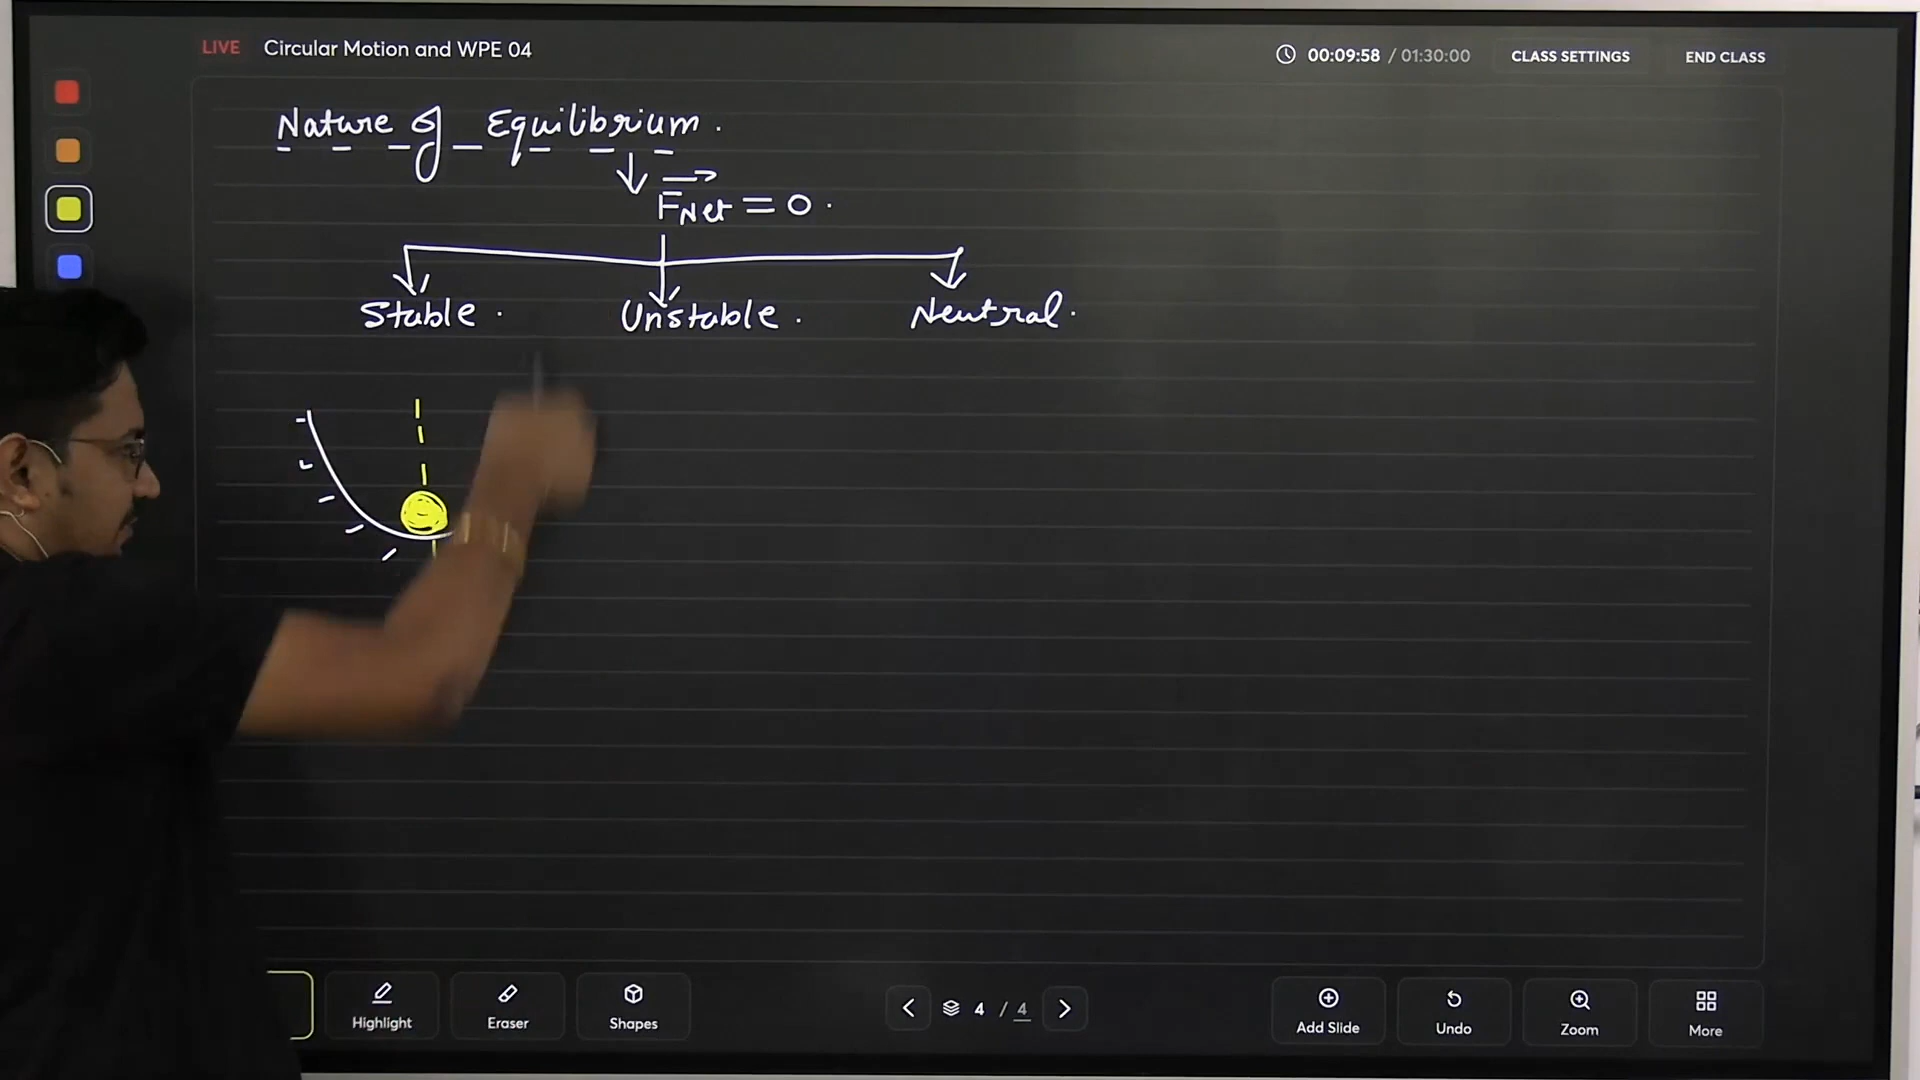 LIVE Circular Motion and WPE 04 00:09:58 / 01:30:00 CLASS SETTINGS END CLASS
Nature of Equilibrium.
F Net = 0.
Stable. Unstable. Neutral.
Highlight Eraser Shapes 4 / 4 Add Slide Undo Zoom More